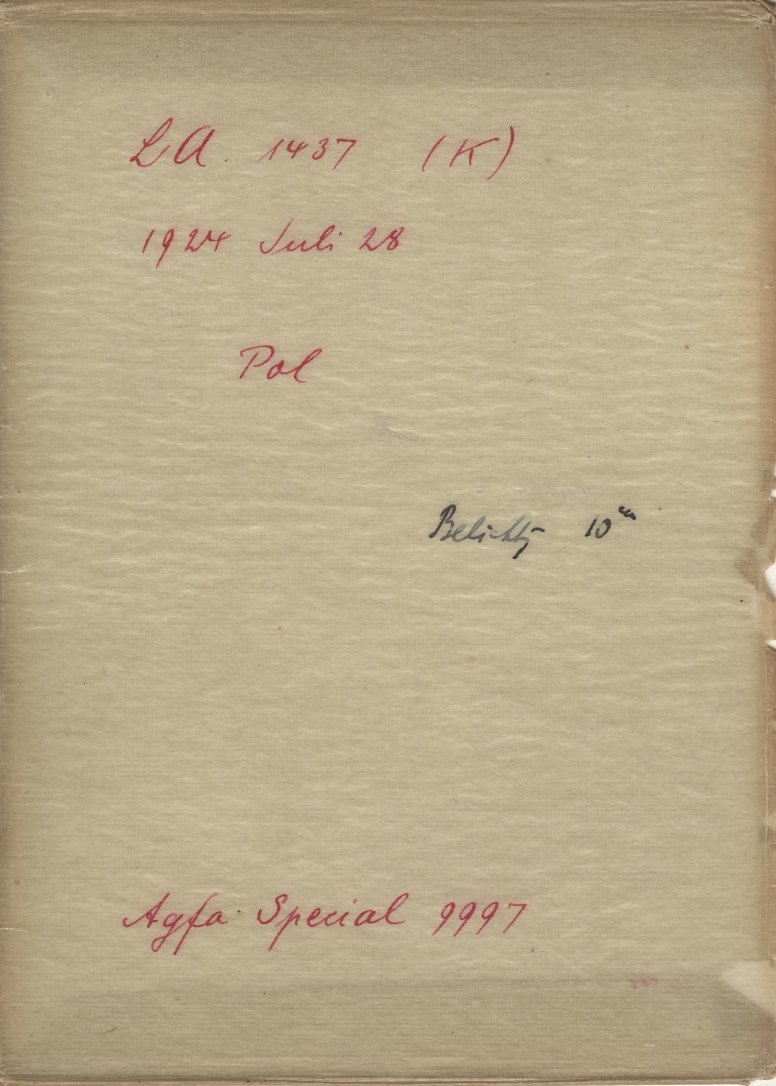 LA. 1437 (K)
1924 Juli 28
Pol
Belichtg 10ᵐ
Agfa Special 9997